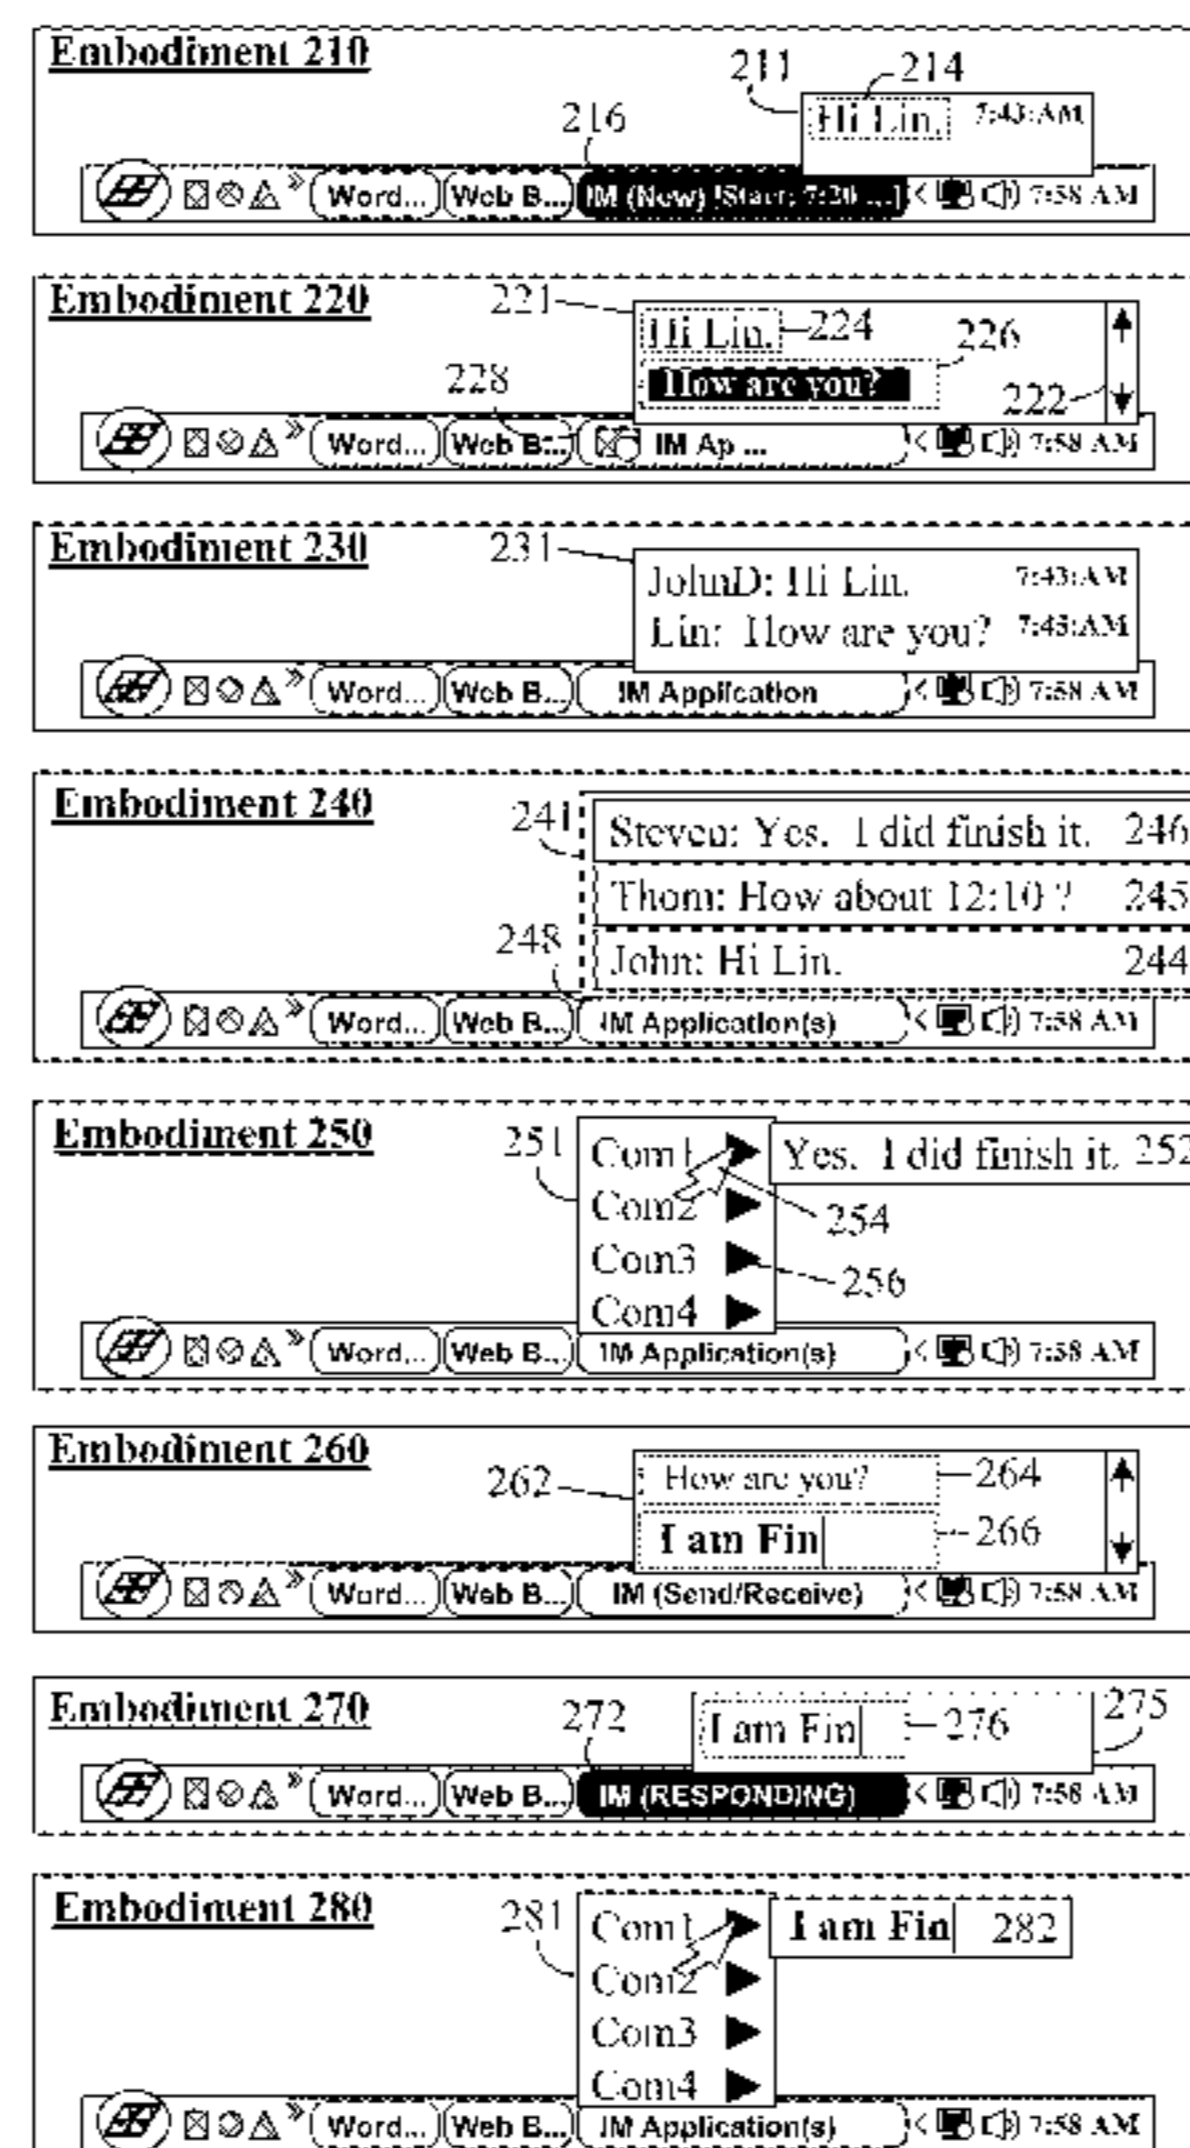 Embodiment 210
211 214
Hi Lin. 7:43:AM
216
Word... Web B... IM (New) [Start: 7:20 ...] 7:58 AM
Embodiment 220
221
Hi Lin. 224
226
How are you?
228 222
Word... Web B... IM Ap ... 7:58 AM
Embodiment 230
231
JohnD: Hi Lin. 7:43:AM
Lin: How are you? 7:45:AM
Word... Web B... IM Application 7:58 AM
Embodiment 240
241
Steven: Yes. I did finish it. 246
Thom: How about 12:10 ? 245
248
John: Hi Lin. 244
Word... Web B... IM Application(s) 7:58 AM
Embodiment 250
251
Com1 Yes. I did finish it. 252
Com2 254
Com3 256
Com4
Word... Web B... IM Application(s) 7:58 AM
Embodiment 260
262
How are you? 264
I am Fin 266
Word... Web B... IM (Send/Receive) 7:58 AM
Embodiment 270
272 275
I am Fin 276
Word... Web B... IM (RESPONDING) 7:58 AM
Embodiment 280
281
Com1 I am Fin 282
Com2
Com3
Com4
Word... Web B... IM Application(s) 7:58 AM